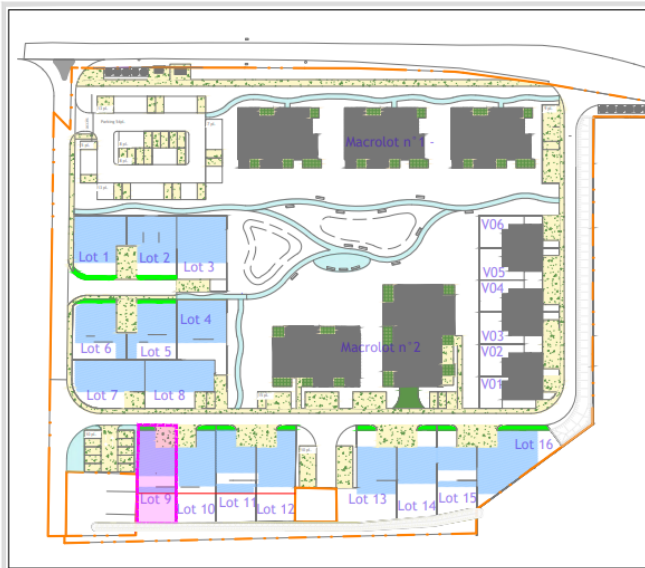 Macrolot n°1 -
V06
Lot 1
Lot 2
Lot 3
V05
V04
Lot 4
Lot 6
Lot 5
Macrolot n°2
V03
V02
Lot 7
Lot 8
V01
Lot 16
Lot 9
Lot 10
Lot 11
Lot 12
Lot 13
Lot 14
Lot 15